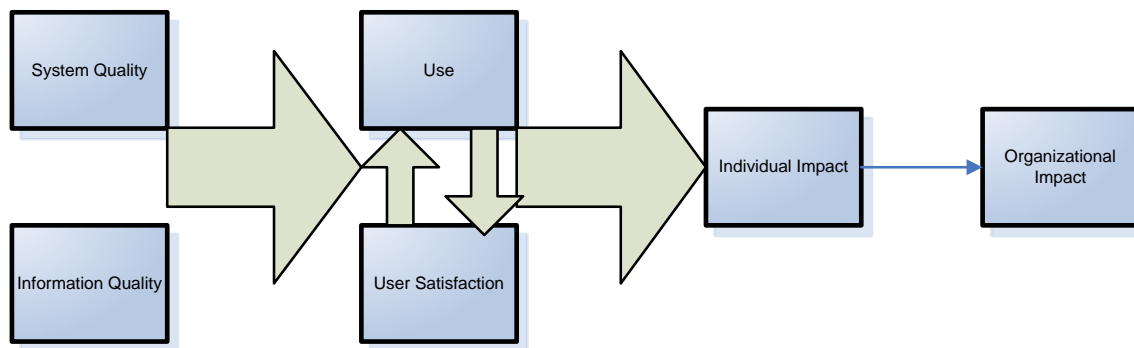 System Quality
Use
Individual Impact
Organizational
Impact
Information Quality
User Satisfaction